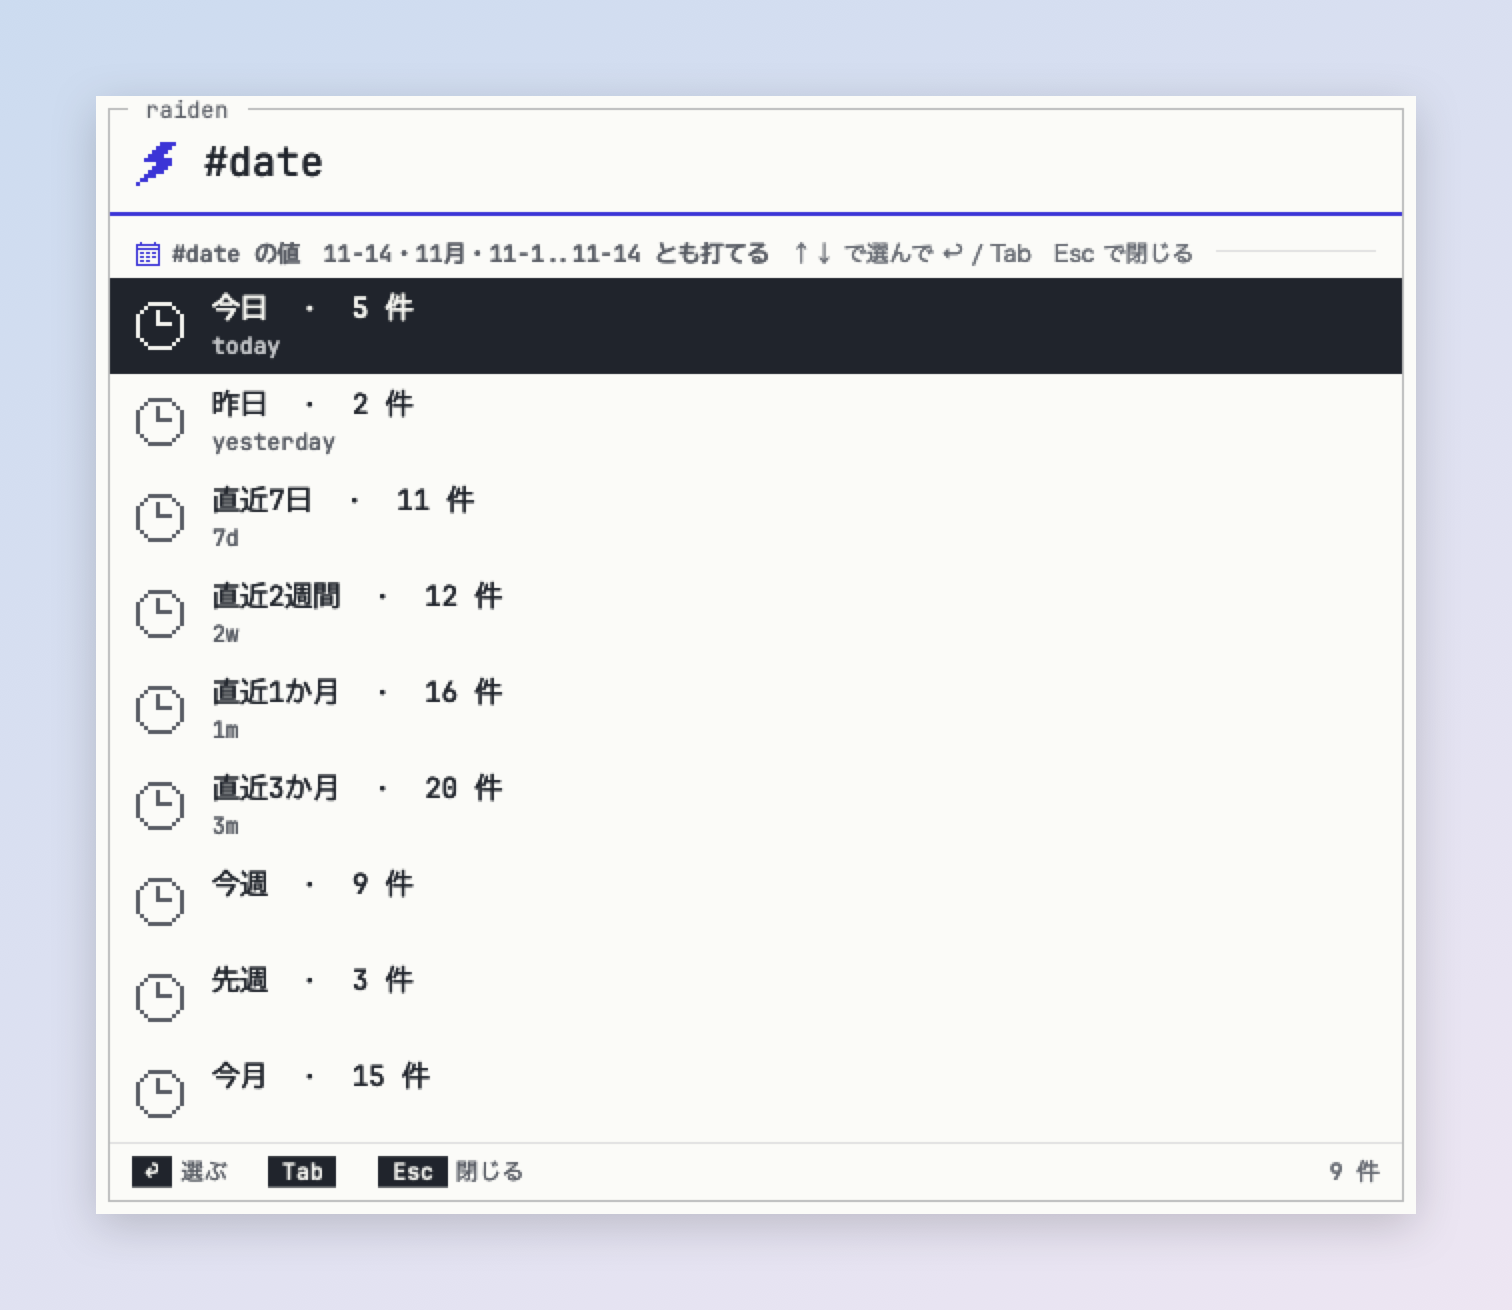 raiden
#date
#date の値 11-14・11月・11-1..11-14 とも打てる ↑↓ で選んで ↩ / Tab Esc で閉じる
今日 · 5 件
today
昨日 · 2 件
yesterday
直近7日 · 11 件
7d
直近2週間 · 12 件
2w
直近1か月 · 16 件
1m
直近3か月 · 20 件
3m
今週 · 9 件
先週 · 3 件
今月 · 15 件
↩ 選ぶ Tab Esc 閉じる 9 件